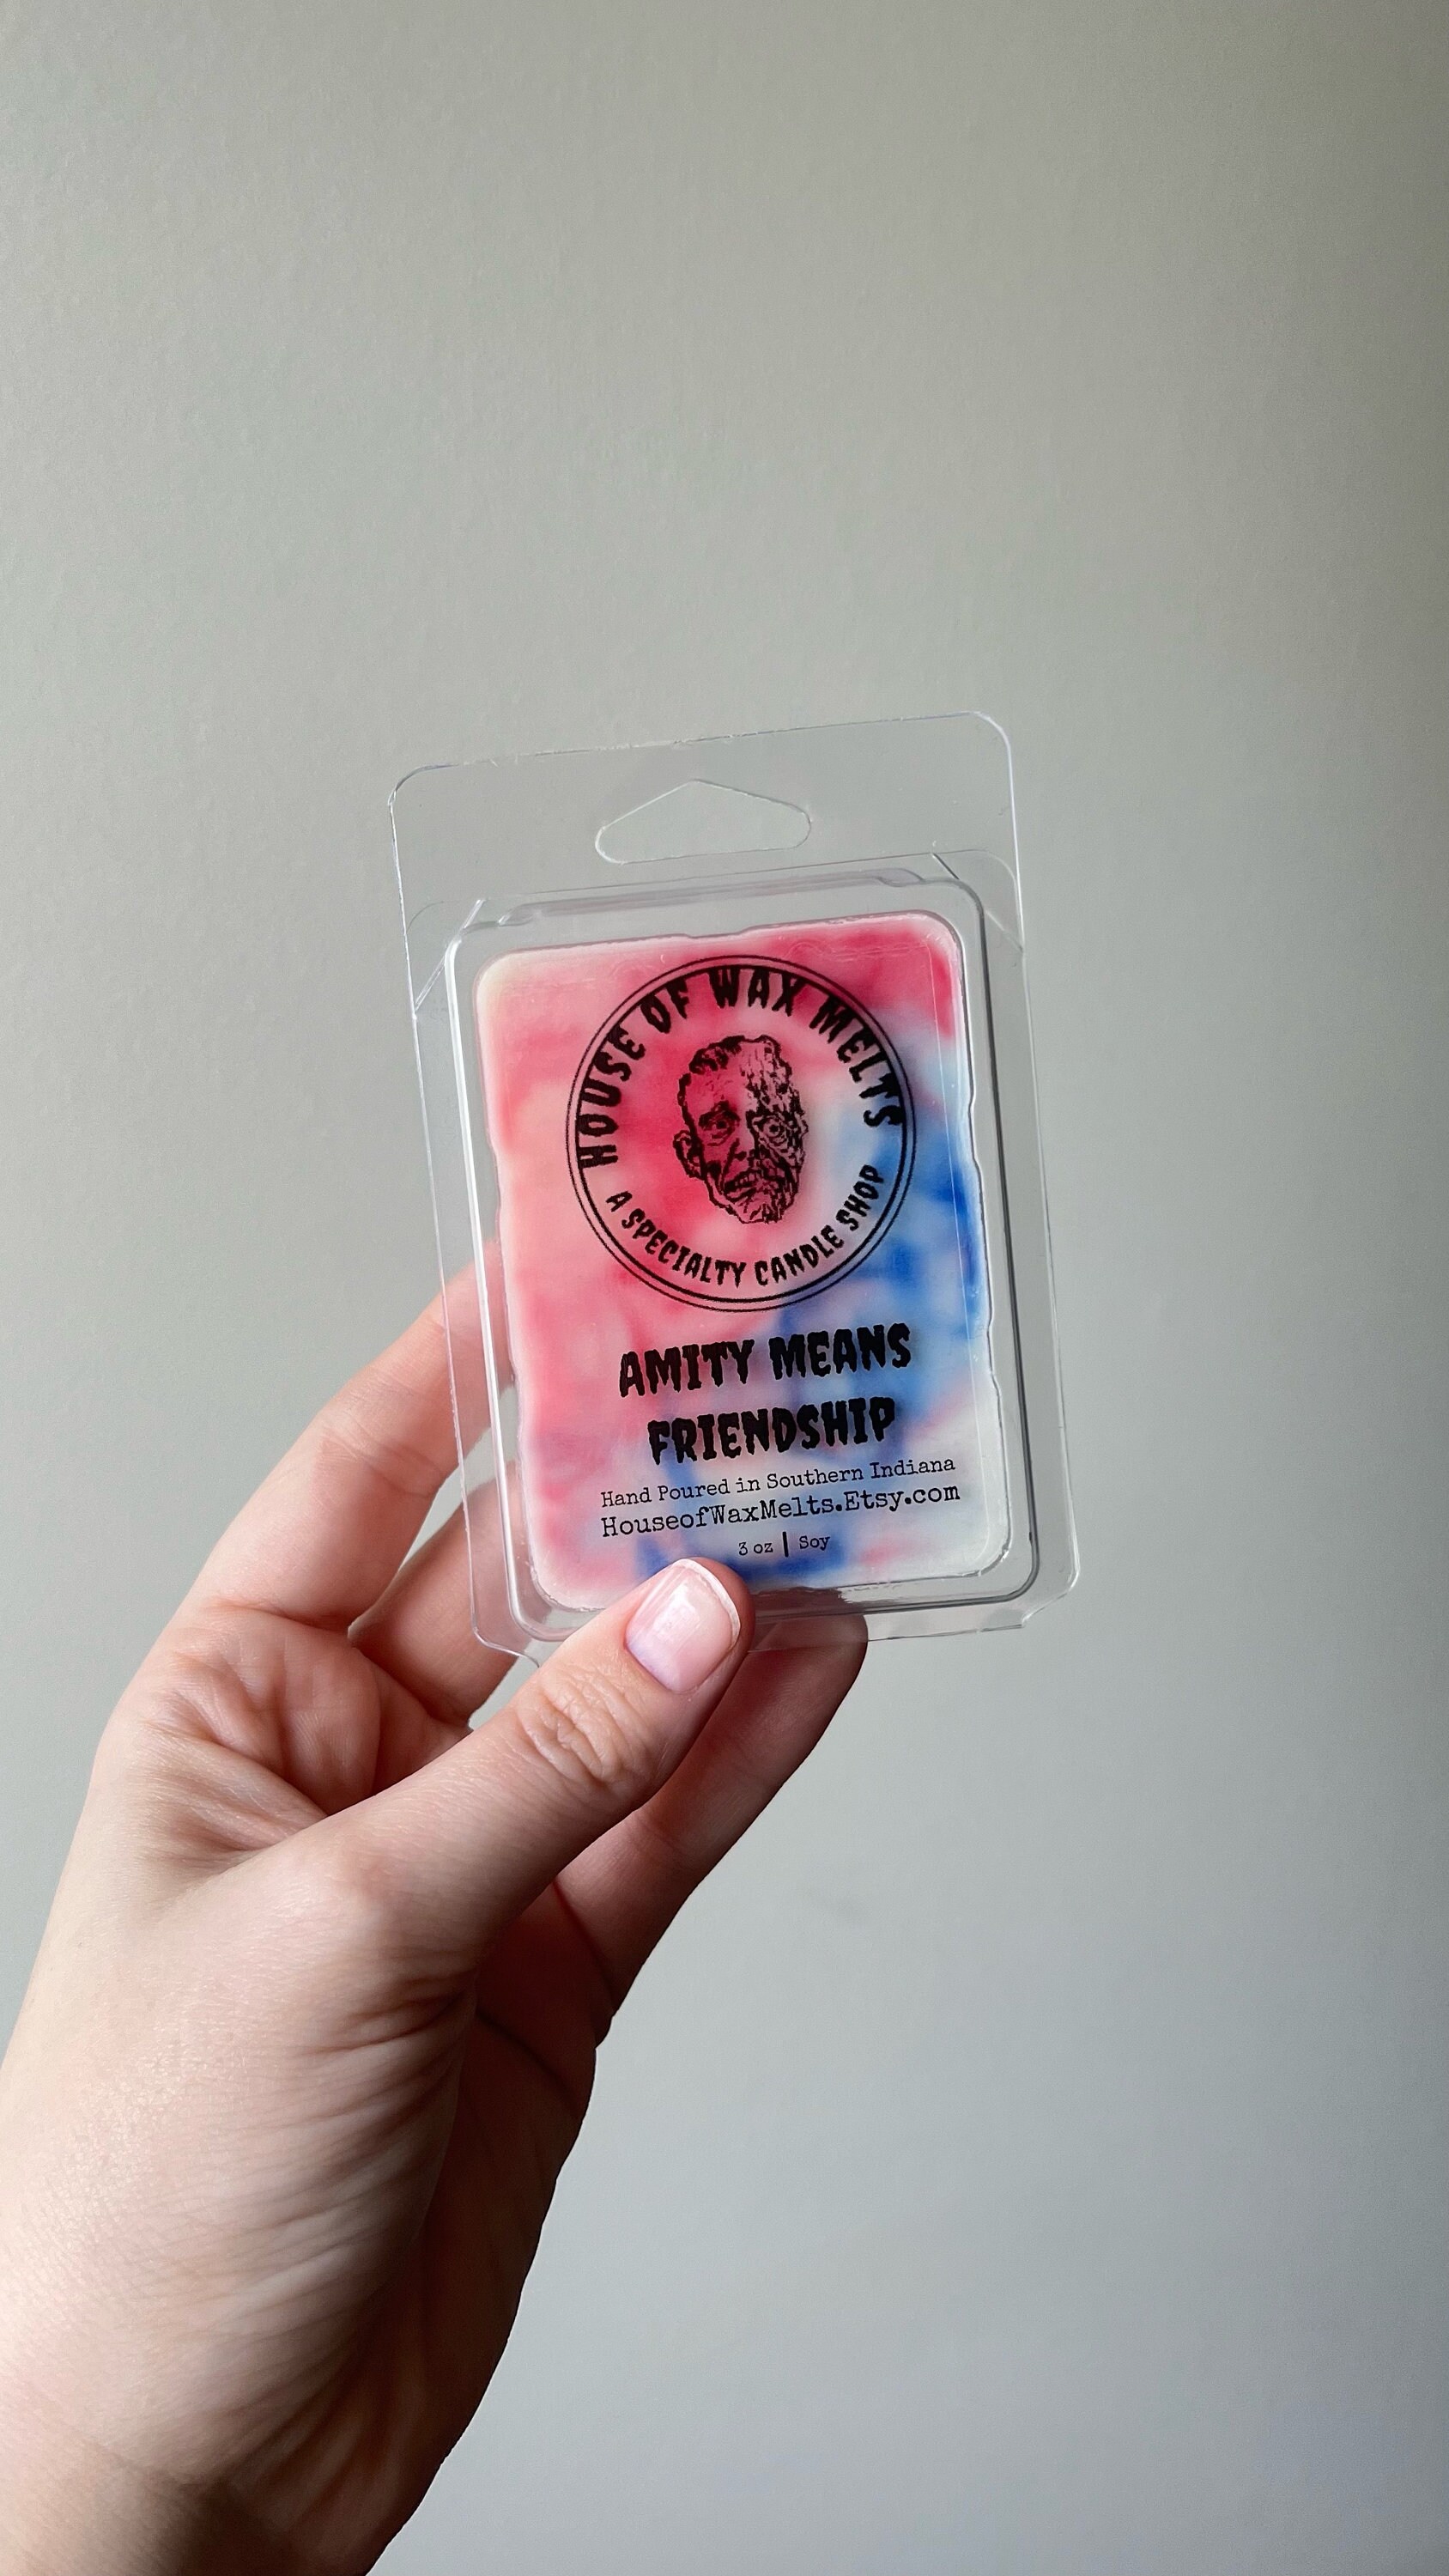 HOUSE OF WAX MELTS
A SPECIALTY CANDLE SHOP
AMITY MEANS
FRIENDSHIP
Hand Poured in Southern Indiana
HouseofWaxMelts.Etsy.com
3 oz | Soy